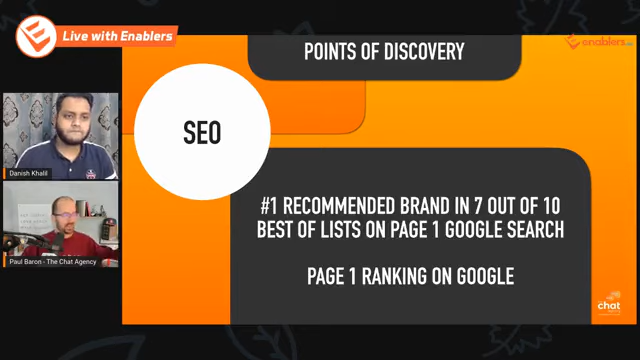 Live with Enablers
Enablers
POINTS OF DISCOVERY
SEO
Danish Khalil
#1 RECOMMENDED BRAND IN 7 OUT OF 10
BEST OF LISTS ON PAGE 1 GOOGLE SEARCH
PAGE 1 RANKING ON GOOGLE
Paul Baron - The Chat Agency
chat